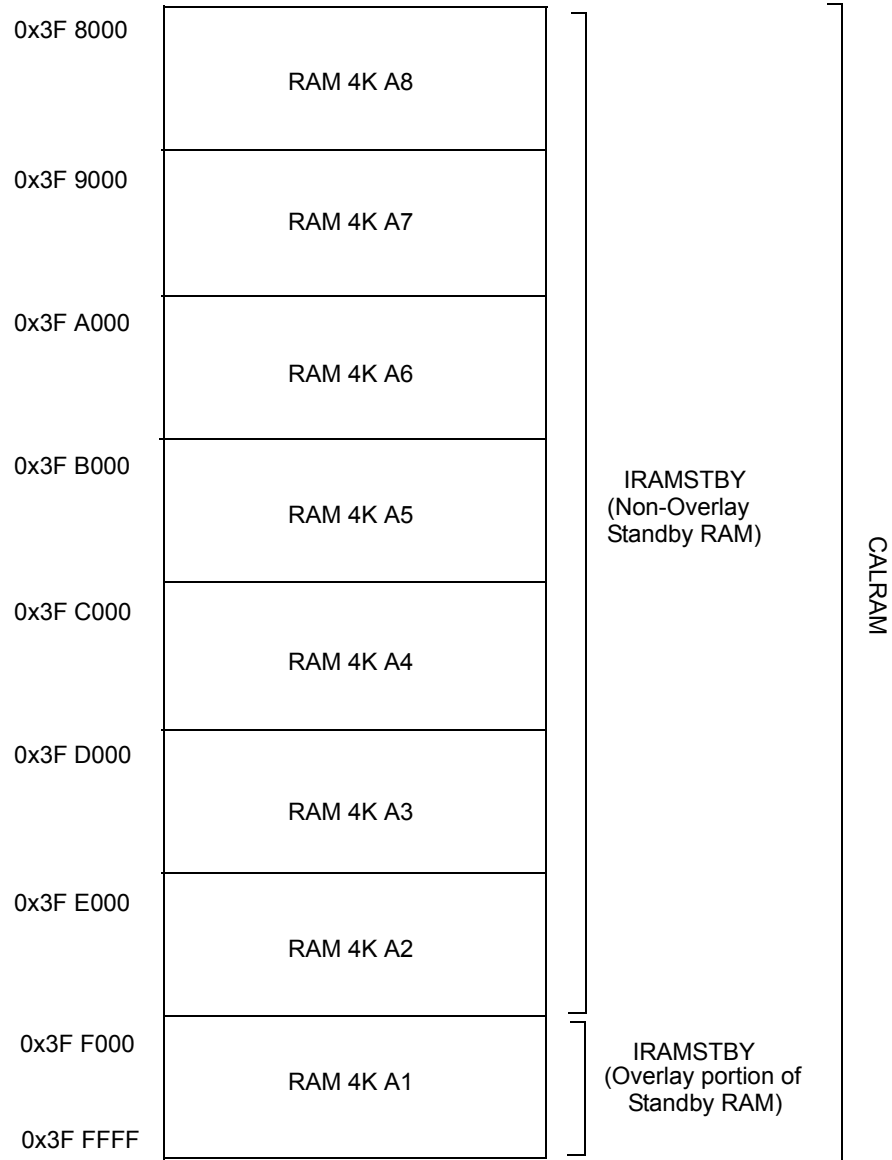 0x3F 8000
RAM 4K A8
0x3F 9000
RAM 4K A7
0x3F A000
RAM 4K A6
0x3F B000
RAM 4K A5
IRAMSTBY
(Non-Overlay
Standby RAM)
CALRAM
0x3F C000
RAM 4K A4
0x3F D000
RAM 4K A3
0x3F E000
RAM 4K A2
0x3F F000
RAM 4K A1
IRAMSTBY
(Overlay portion of
Standby RAM)
0x3F FFFF